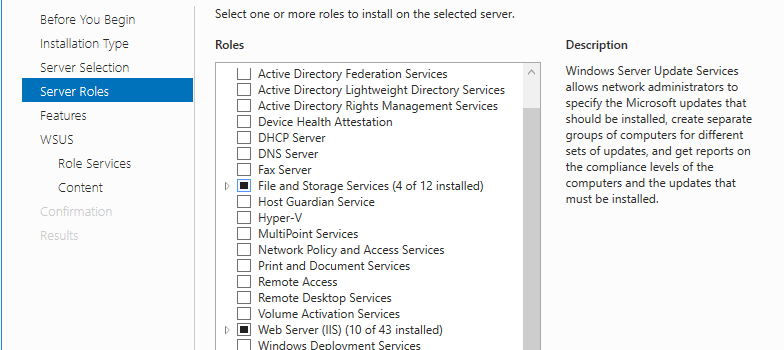 Before You Begin
Installation Type
Server Selection
Server Roles
Features
WSUS
Role Services
Content
Confirmation
Results
Select one or more roles to install on the selected server.
Roles
Active Directory Federation Services
Active Directory Lightweight Directory Services
Active Directory Rights Management Services
Device Health Attestation
DHCP Server
DNS Server
Fax Server
File and Storage Services (4 of 12 installed)
Host Guardian Service
Hyper-V
MultiPoint Services
Network Policy and Access Services
Print and Document Services
Remote Access
Remote Desktop Services
Volume Activation Services
Web Server (IIS) (10 of 43 installed)
Windows Deployment Services
Description
Windows Server Update Services
allows network administrators to
specify the Microsoft updates that
should be installed, create separate
groups of computers for different
sets of updates, and get reports on
the compliance levels of the
computers and the updates that
must be installed.